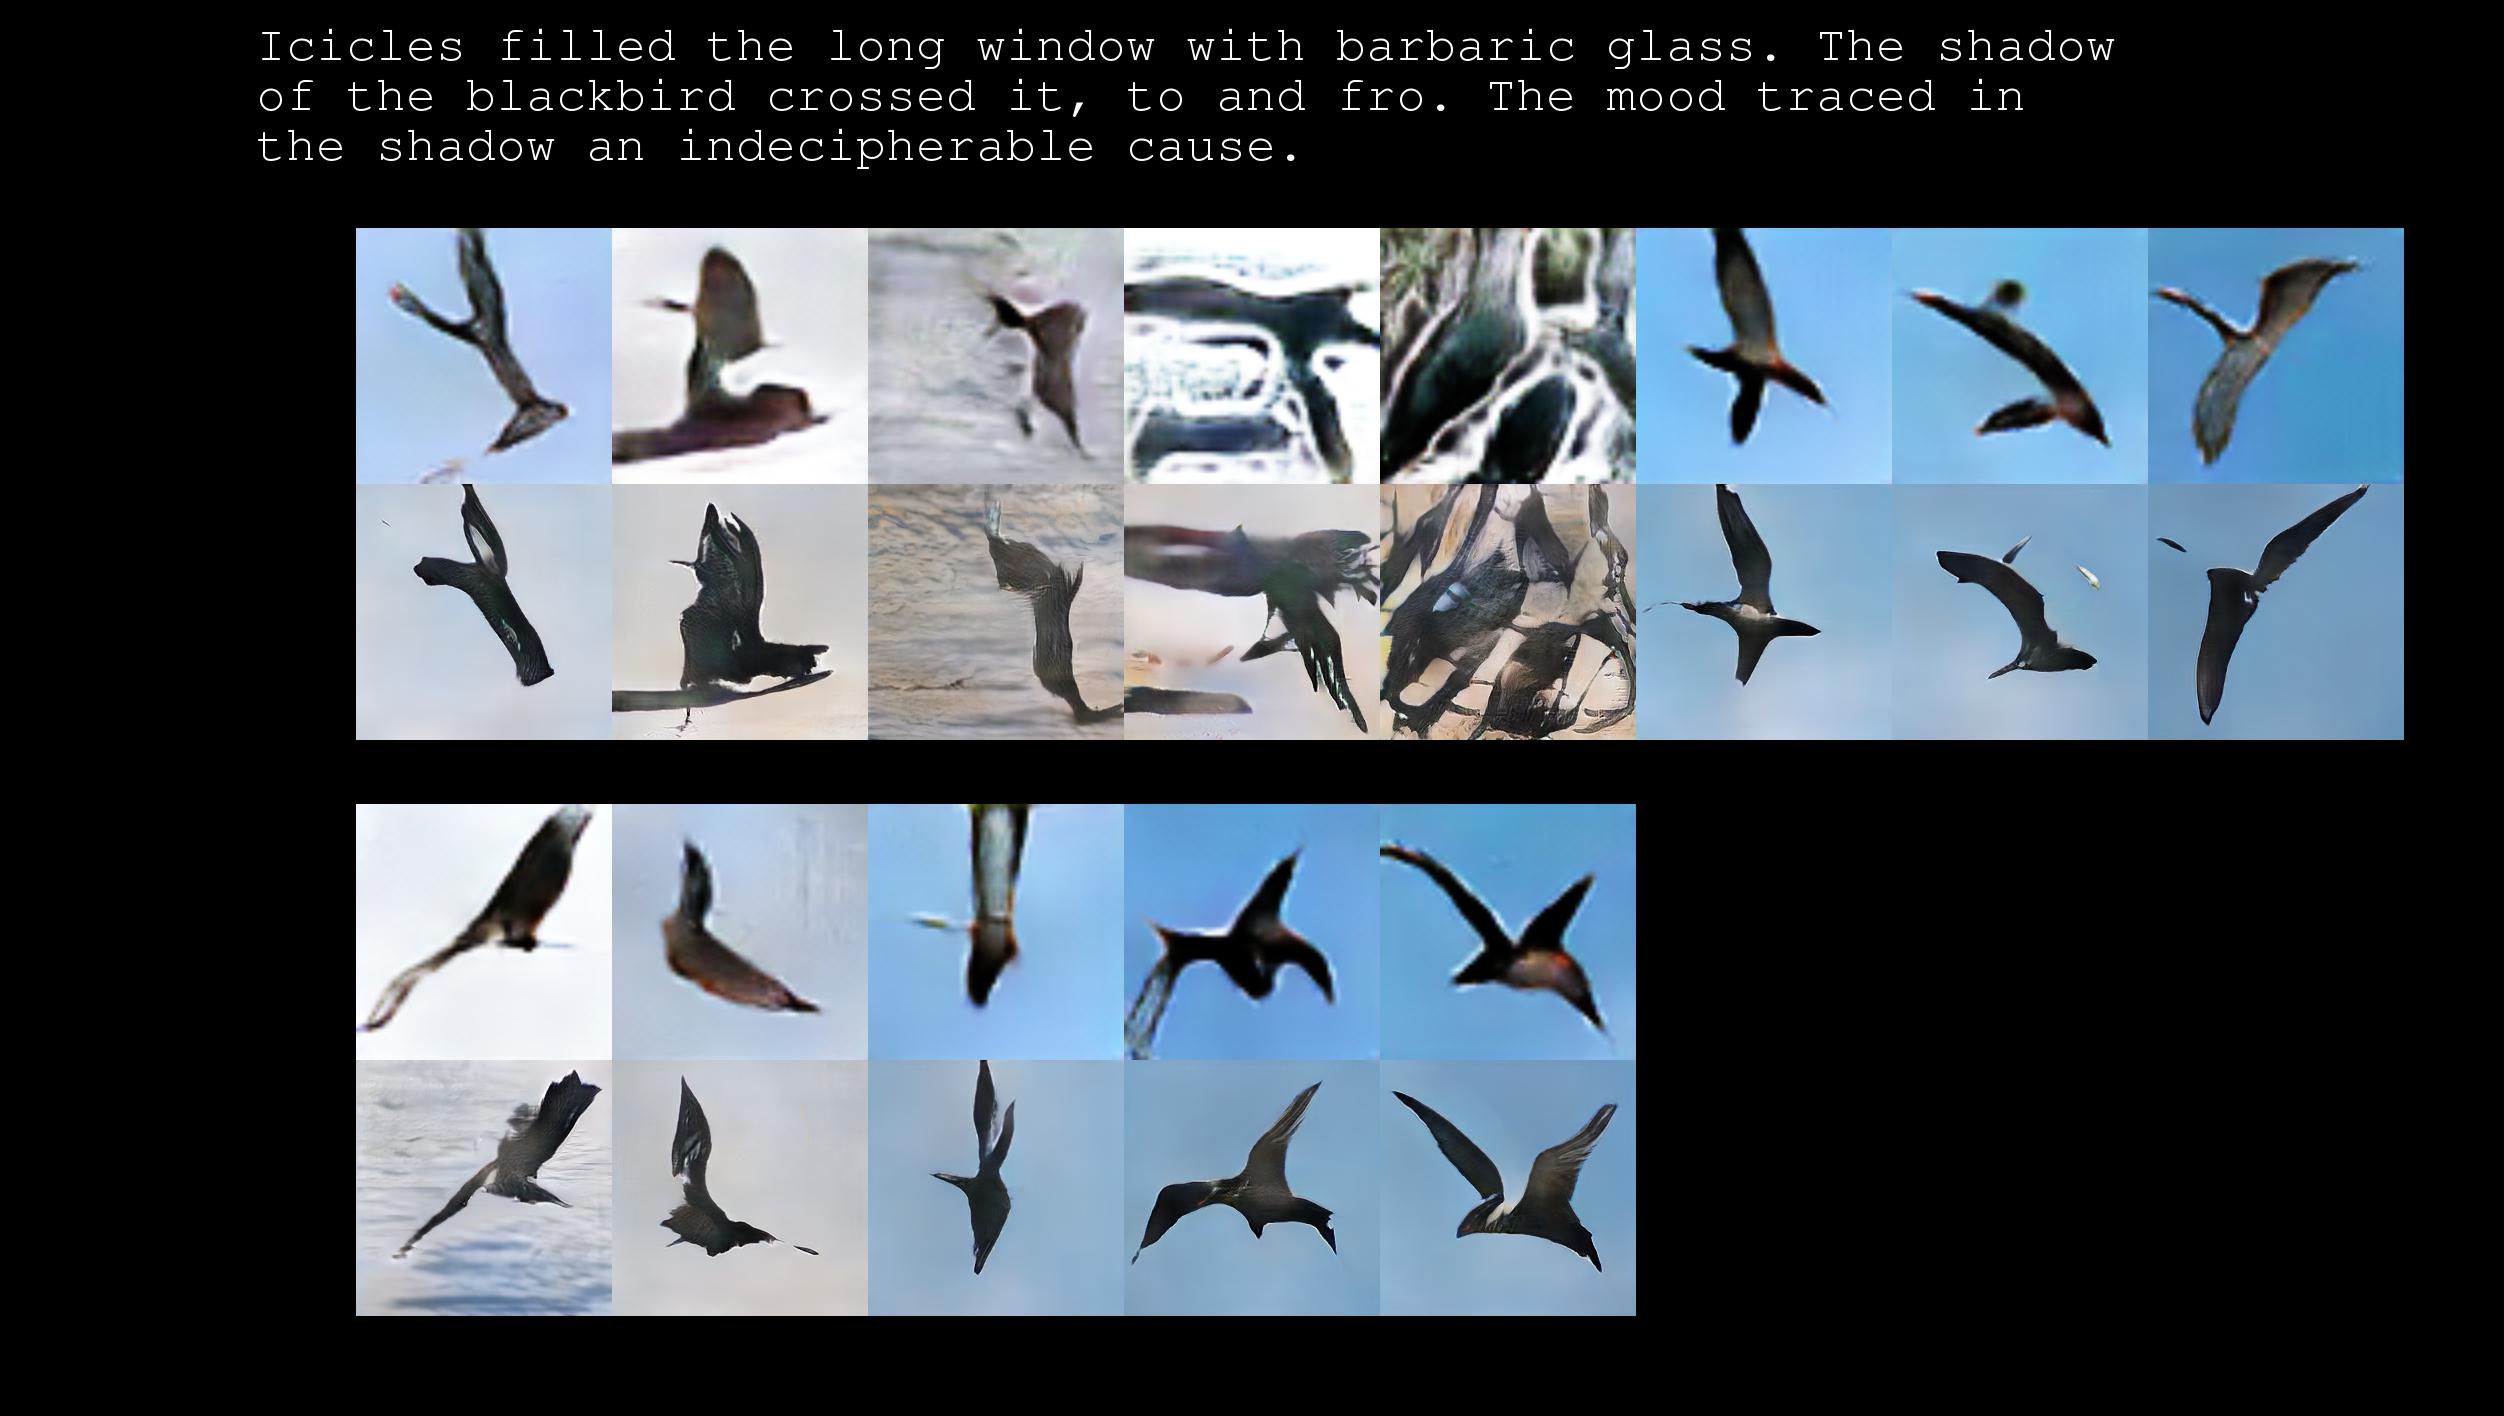 Icicles filled the long window with barbaric glass. The shadow
of the blackbird crossed it, to and fro. The mood traced in
the shadow an indecipherable cause.